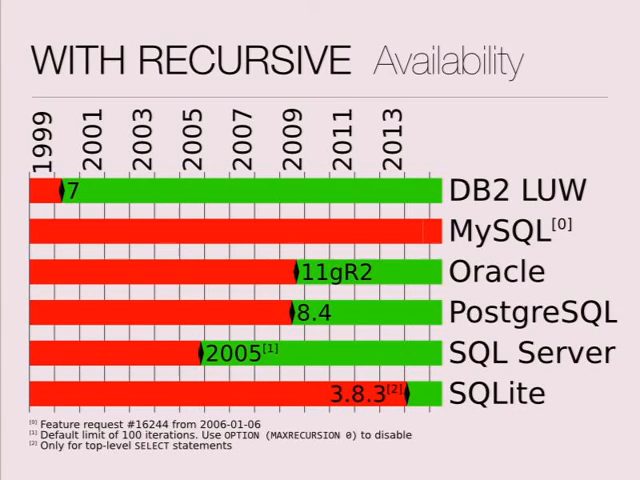 WITH RECURSIVE Availability
1999 2001 2003 2005 2007 2009 2011 2013
7 DB2 LUW
MySQL[0]
11gR2 Oracle
8.4 PostgreSQL
2005[1] SQL Server
3.8.3[2] SQLite
[0] Feature request #16244 from 2006-01-06
[1] Default limit of 100 iterations. Use OPTION (MAXRECURSION 0) to disable
[2] Only for top-level SELECT statements